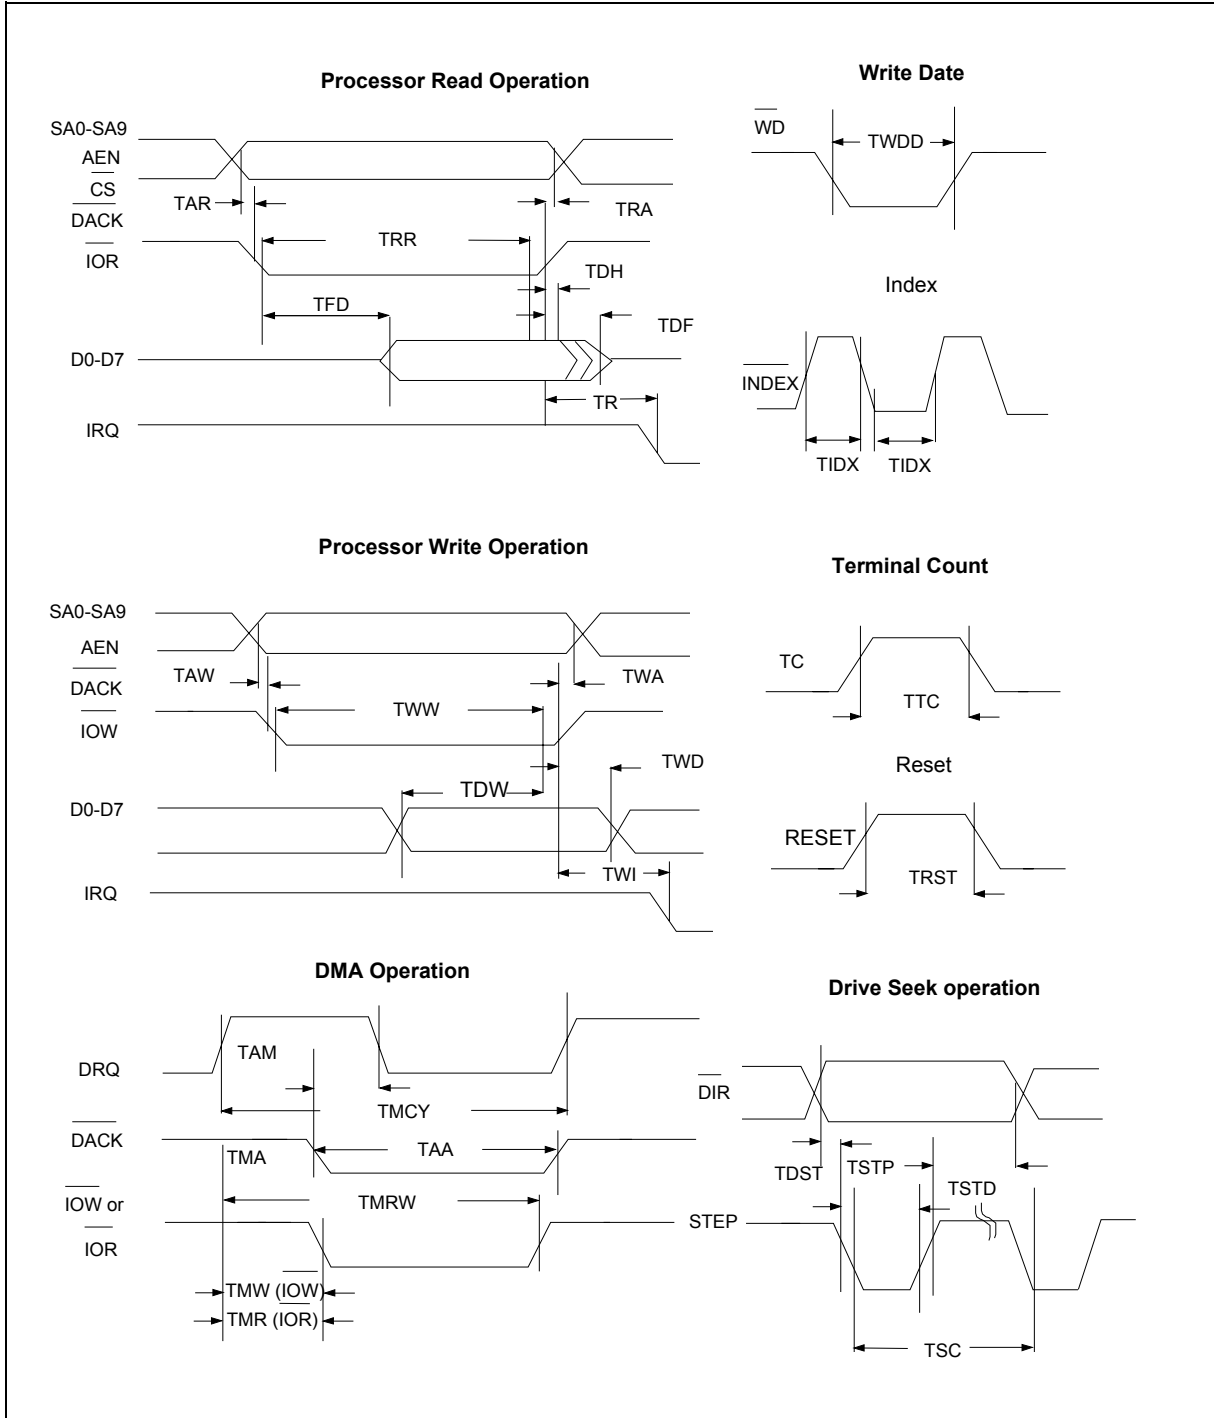 Processor Read Operation
SA0-SA9
AEN
CS
DACK
IOR
TAR
TRA
TRR
TDH
TFD
TDF
D0-D7
TR
IRQ
Write Date
WD
TWDD
Index
INDEX
TIDX
TIDX
Processor Write Operation
SA0-SA9
AEN
DACK
IOW
TAW
TWA
TWW
TWD
TDW
D0-D7
TWI
IRQ
Terminal Count
TC
TTC
Reset
RESET
TRST
DMA Operation
DRQ
TAM
TMCY
DACK
TMA
TAA
IOW or
IOR
TMRW
TMW (IOW)
TMR (IOR)
Drive Seek operation
DIR
TDST
TSTP
TSTD
STEP
TSC